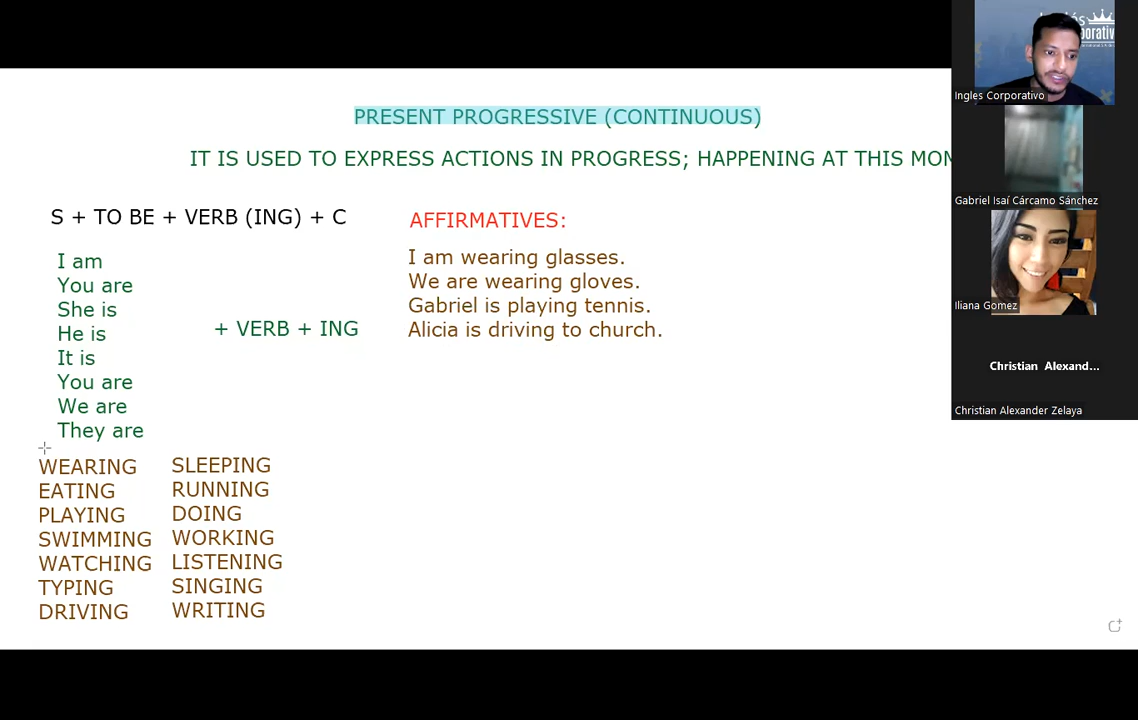 PRESENT PROGRESSIVE (CONTINUOUS)
IT IS USED TO EXPRESS ACTIONS IN PROGRESS; HAPPENING AT THIS MOM
S + TO BE + VERB (ING) + C
I am
You are
She is
He is
It is
You are
We are
They are
+ VERB + ING
WEARING
EATING
PLAYING
SWIMMING
WATCHING
TYPING
DRIVING
SLEEPING
RUNNING
DOING
WORKING
LISTENING
SINGING
WRITING
AFFIRMATIVES:
I am wearing glasses.
We are wearing gloves.
Gabriel is playing tennis.
Alicia is driving to church.
Ingles Corporativo
Gabriel Isaí Cárcamo Sánchez
Iliana Gomez
Christian Alexand...
Christian Alexander Zelaya